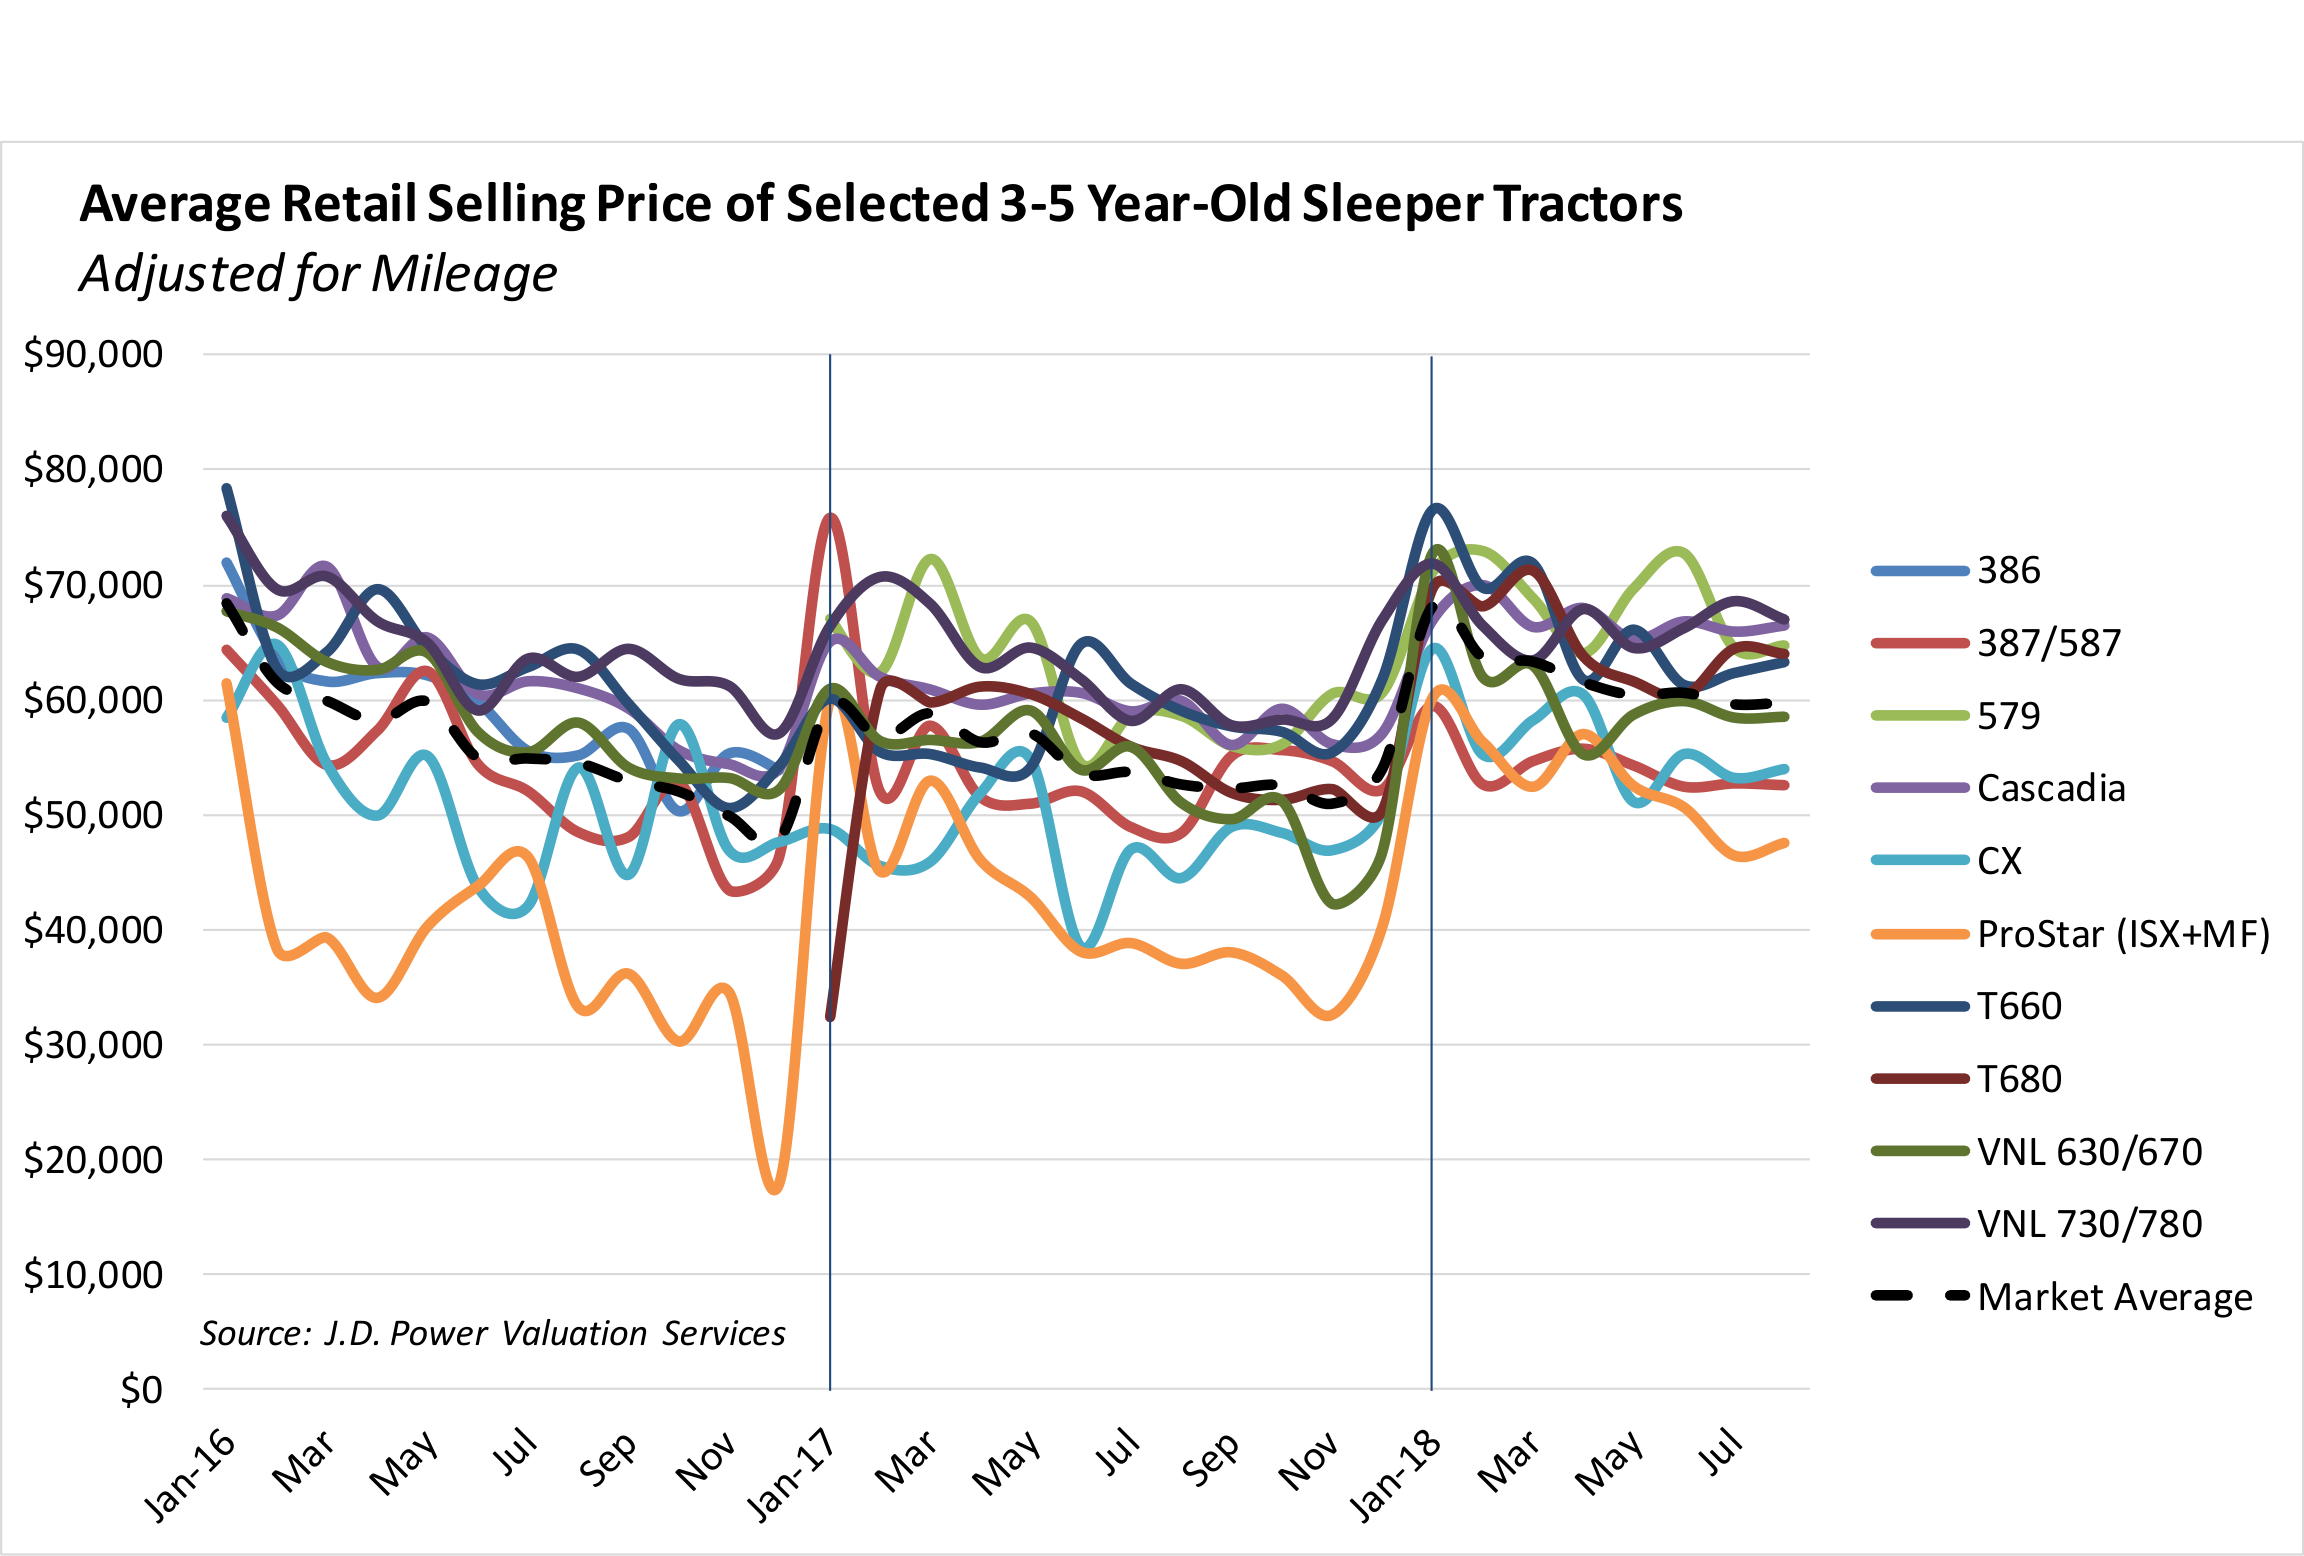 Average Retail Selling Price of Selected 3-5 Year-Old Sleeper Tractors
Adjusted for Mileage
$90,000
$80,000
$70,000
$60,000
$50,000
$40,000
$30,000
$20,000
$10,000
$0
Source: J.D. Power Valuation Services
Jan-16
Mar
May
Jul
Sep
Nov
Jan-17
Mar
May
Jul
Sep
Nov
Jan-18
Mar
May
Jul
386
387/587
579
Cascadia
CX
ProStar (ISX+MF)
T660
T680
VNL 630/670
VNL 730/780
Market Average